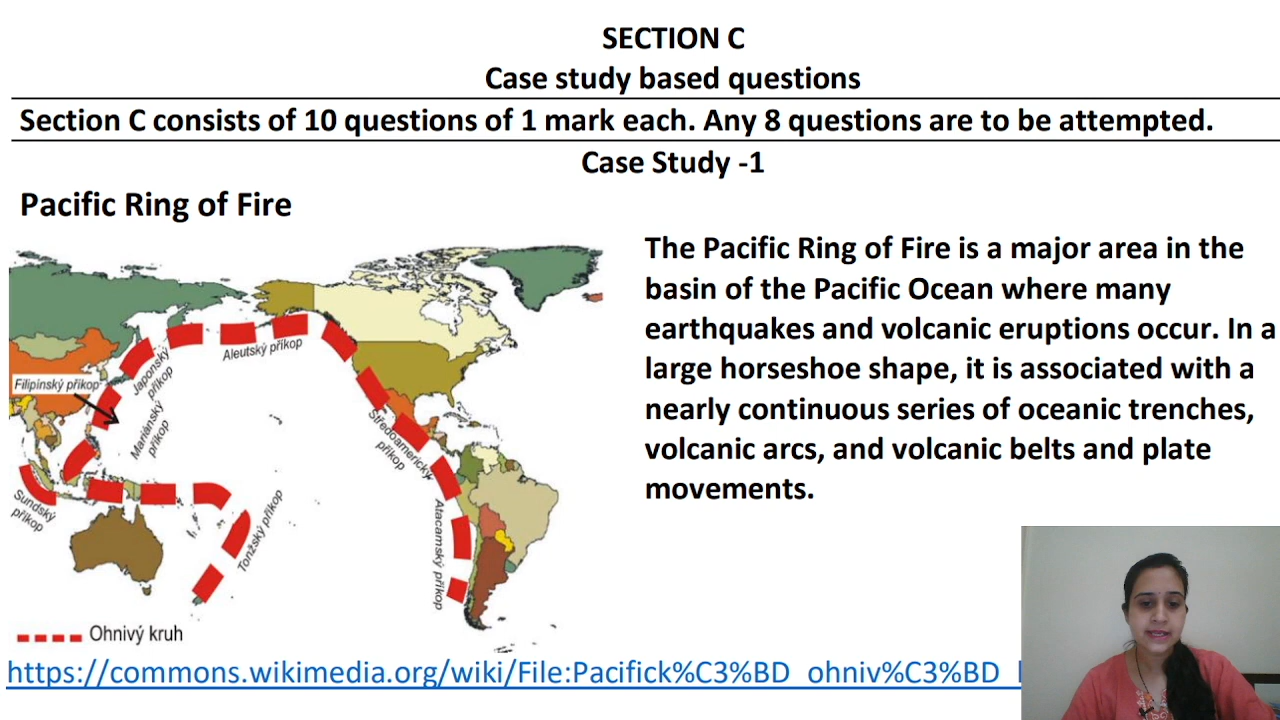 SECTION C
Case study based questions
Section C consists of 10 questions of 1 mark each. Any 8 questions are to be attempted.
Case Study -1
Pacific Ring of Fire
The Pacific Ring of Fire is a major area in the
basin of the Pacific Ocean where many
earthquakes and volcanic eruptions occur. In a
large horseshoe shape, it is associated with a
nearly continuous series of oceanic trenches,
volcanic arcs, and volcanic belts and plate
movements.
Aleutský příkop
Japonský
příkop
Filipínský příkop
Mariánský
příkop
Středoamerický
příkop
Sundský
příkop
Tonžský příkop
Atacamský příkop
Ohnivý kruh
https://commons.wikimedia.org/wiki/File:Pacifick%C3%BD_ohniv%C3%BD_